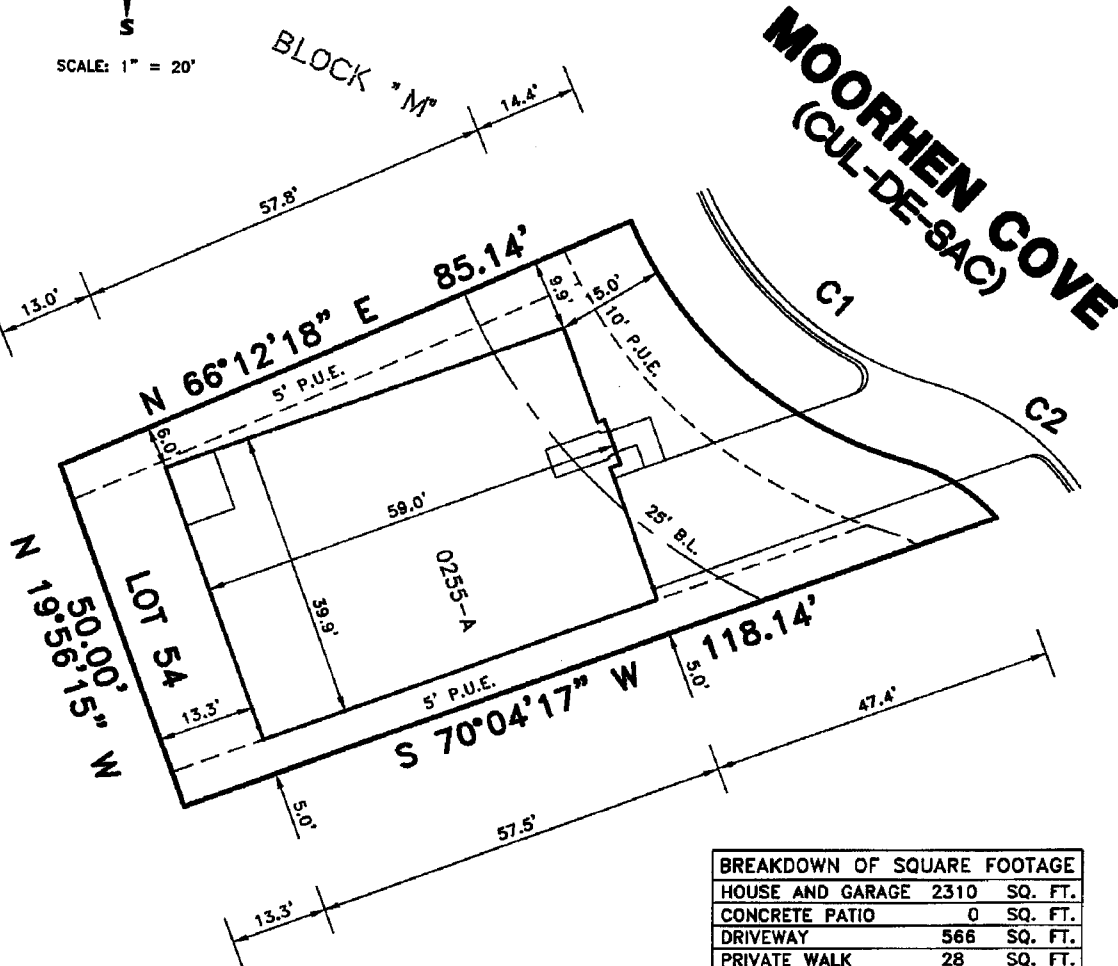 S
SCALE: 1" = 20'
BLOCK "M"
MOORHEN COVE
(CUL-DE-SAC)
14.4'
57.8'
13.0'
N 66°12'18" E 85.14'
5' P.U.E.
9.9'
15.0'
10' P.U.E.
C1
C2
6.0'
59.0'
39.9'
0255-A
25' B.L.
LOT 54
N 19°56'15" W
50.00'
13.3'
5' P.U.E.
S 70°04'17" W 118.14'
5.0'
5.0'
47.4'
57.5'
13.3'
BREAKDOWN OF SQUARE FOOTAGE
HOUSE AND GARAGE 2310 SQ. FT.
CONCRETE PATIO 0 SQ. FT.
DRIVEWAY 566 SQ. FT.
PRIVATE WALK 28 SQ. FT.